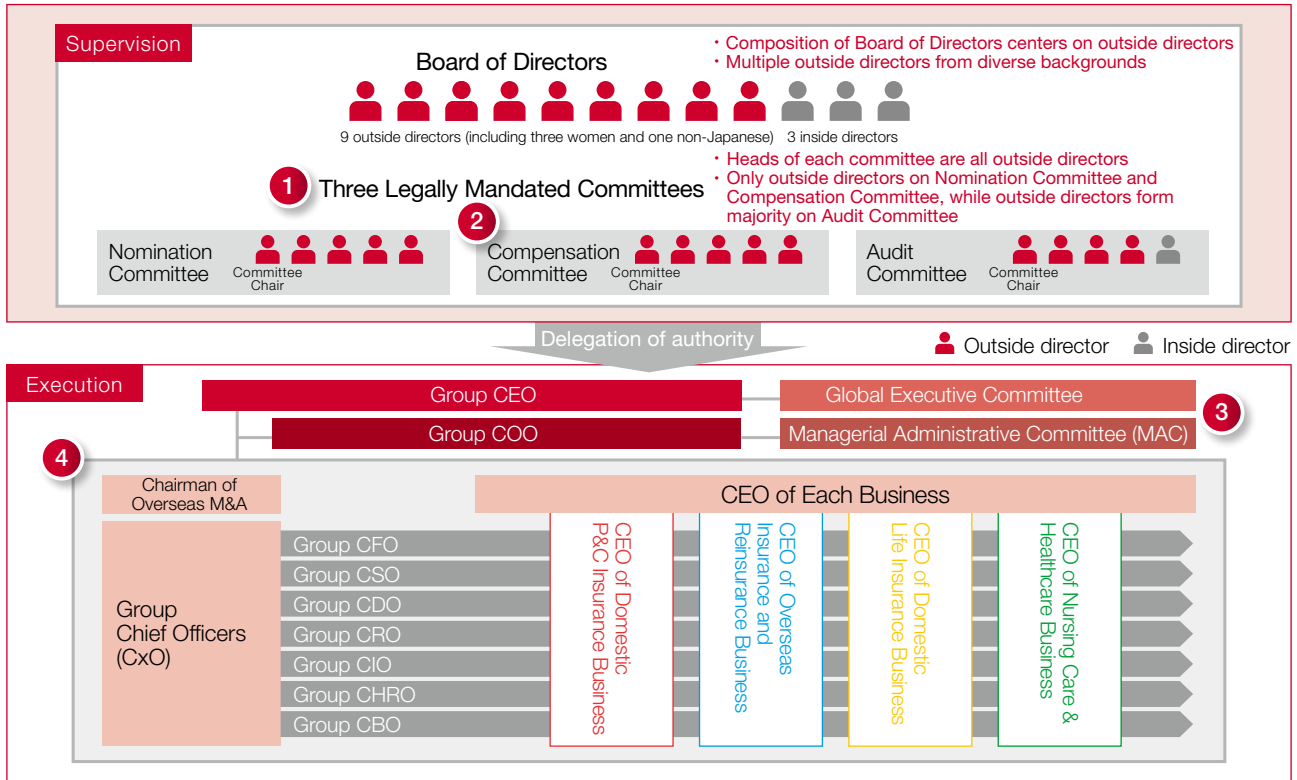 Supervision
Board of Directors
・Composition of Board of Directors centers on outside directors
・Multiple outside directors from diverse backgrounds
9 outside directors (including three women and one non-Japanese)
3 inside directors
1
Three Legally Mandated Committees
・Heads of each committee are all outside directors
・Only outside directors on Nomination Committee and
Compensation Committee, while outside directors form
majority on Audit Committee
Nomination
Committee
Committee
Chair
2
Compensation
Committee
Committee
Chair
Audit
Committee
Committee
Chair
Delegation of authority
Outside director
Inside director
Execution
Group CEO
Global Executive Committee
Group COO
Managerial Administrative Committee (MAC)
3
4
Chairman of
Overseas M&A
CEO of Each Business
Group
Chief Officers
(CxO)
Group CFO
Group CSO
Group CDO
Group CRO
Group CIO
Group CHRO
Group CBO
CEO of Domestic
P&C Insurance Business
CEO of Overseas
Insurance and
Reinsurance Business
CEO of Domestic
Life Insurance Business
CEO of Nursing Care &
Healthcare Business